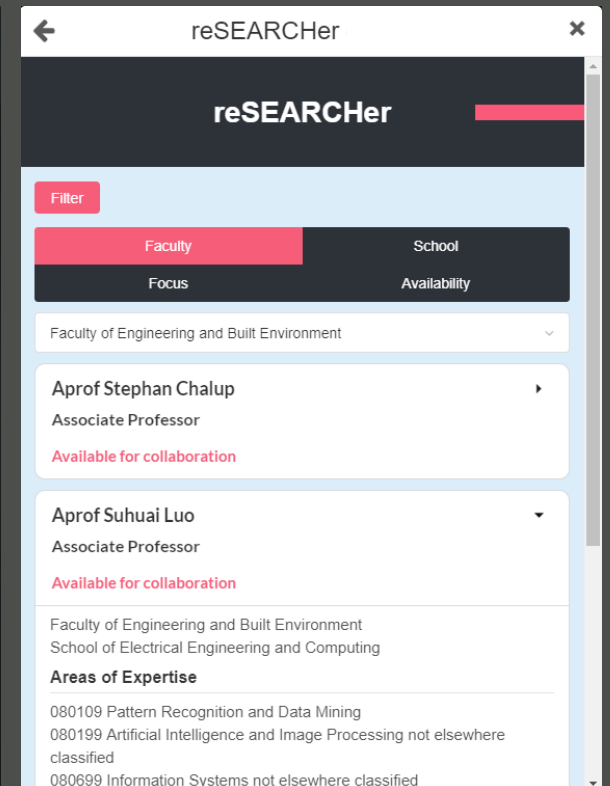 reSEARCHer
reSEARCHer
Filter
Faculty
School
Focus
Availability
Faculty of Engineering and Built Environment
Aprof Stephan Chalup
Associate Professor
Available for collaboration
Aprof Suhuai Luo
Associate Professor
Available for collaboration
Faculty of Engineering and Built Environment
School of Electrical Engineering and Computing
Areas of Expertise
080109 Pattern Recognition and Data Mining
080199 Artificial Intelligence and Image Processing not elsewhere
classified
080699 Information Systems not elsewhere classified